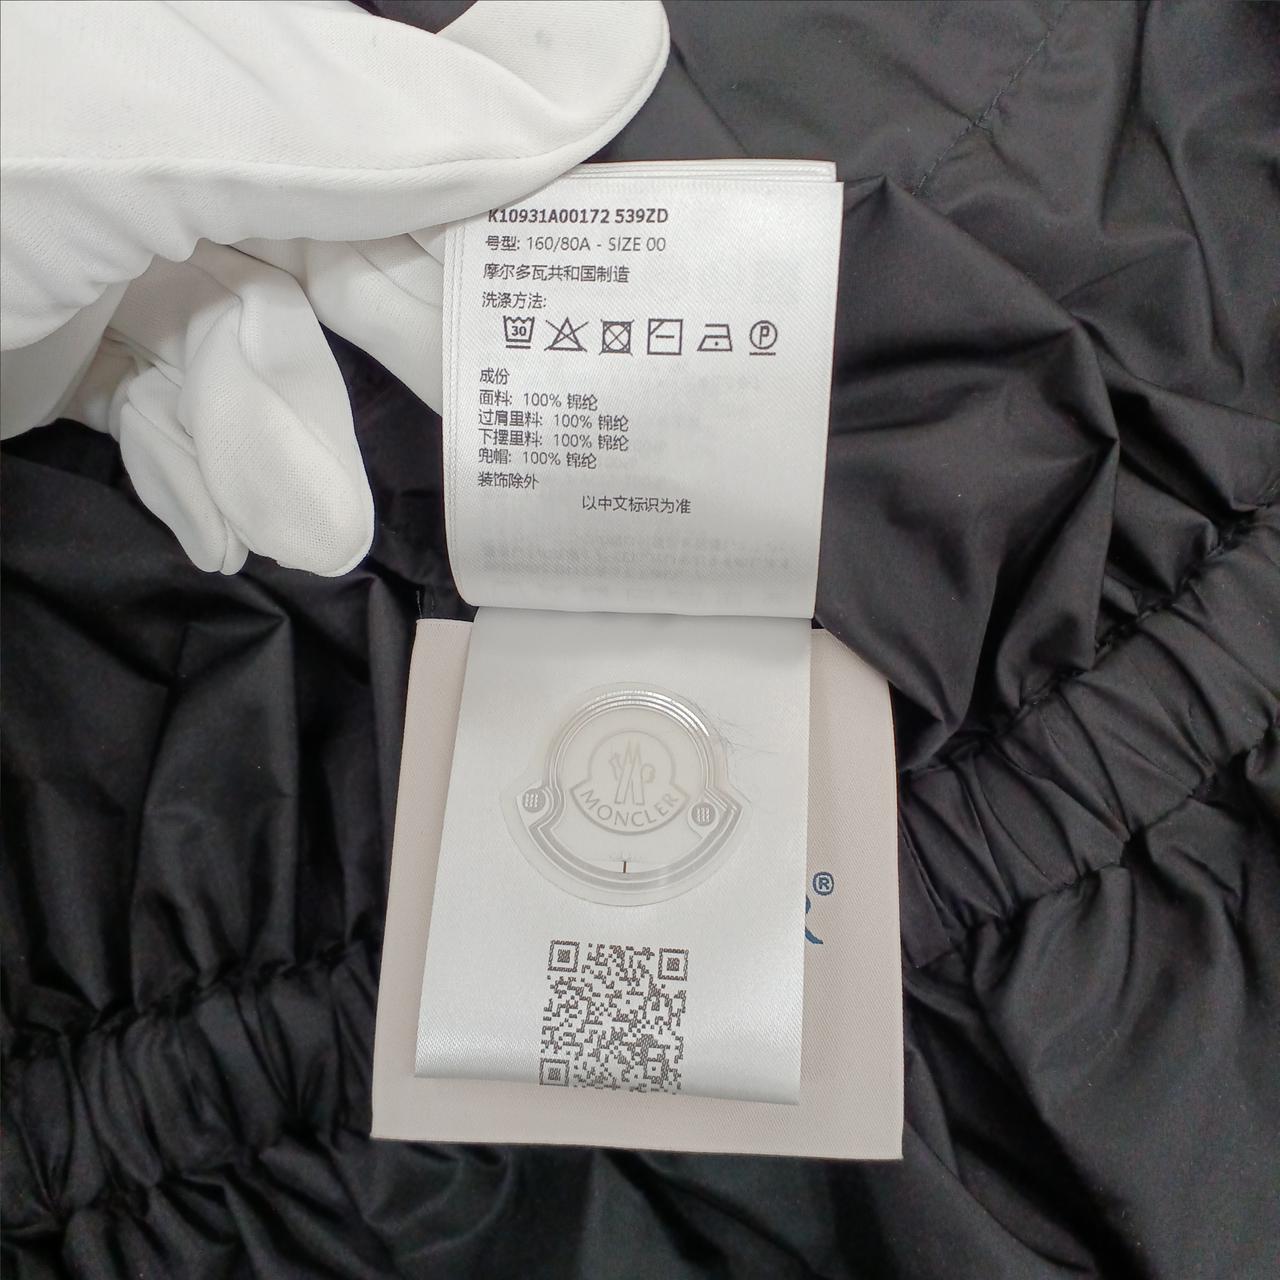 K10931A00172 539ZD
号型: 160/80A - SIZE 00
摩尔多瓦共和国制造
洗涤方法:
30
P
成份
面料: 100% 锦纶
过肩里料: 100% 锦纶
下摆里料: 100% 锦纶
兜帽: 100% 锦纶
装饰除外
以中文标识为准
MONCLER
R®